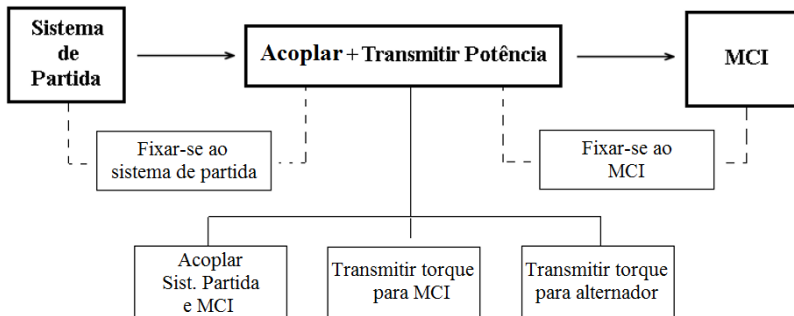 Sistema
de
Partida
Acoplar + Transmitir Potência
MCI
Fixar-se ao
sistema de partida
Fixar-se ao
MCI
Acoplar
Sist. Partida
e MCI
Transmitir torque
para MCI
Transmitir torque
para alternador